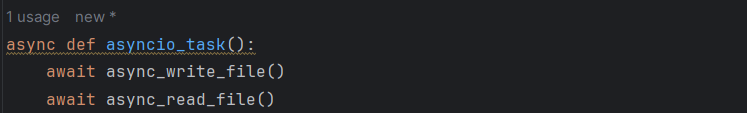 1 usage new *
async def asyncio_task():
    await async_write_file()
    await async_read_file()